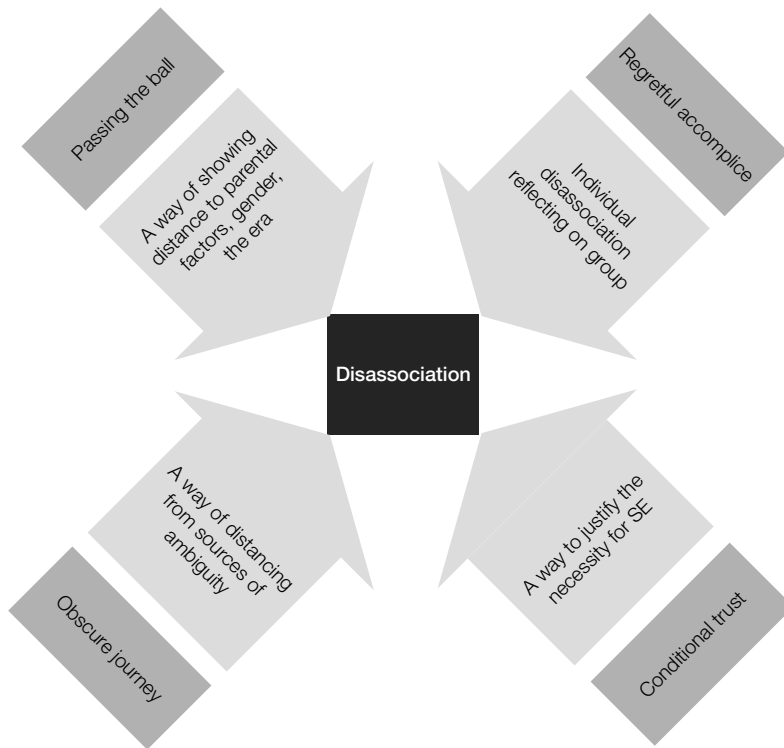 Passing the ball
A way of showing
distance to parental
factors, gender,
the era
Regretful accomplice
Individual
disassociation
reflecting on group
Disassociation
Obscure journey
A way of distancing
from sources of
ambiguity
A way to justify the
necessity for SE
Conditional trust